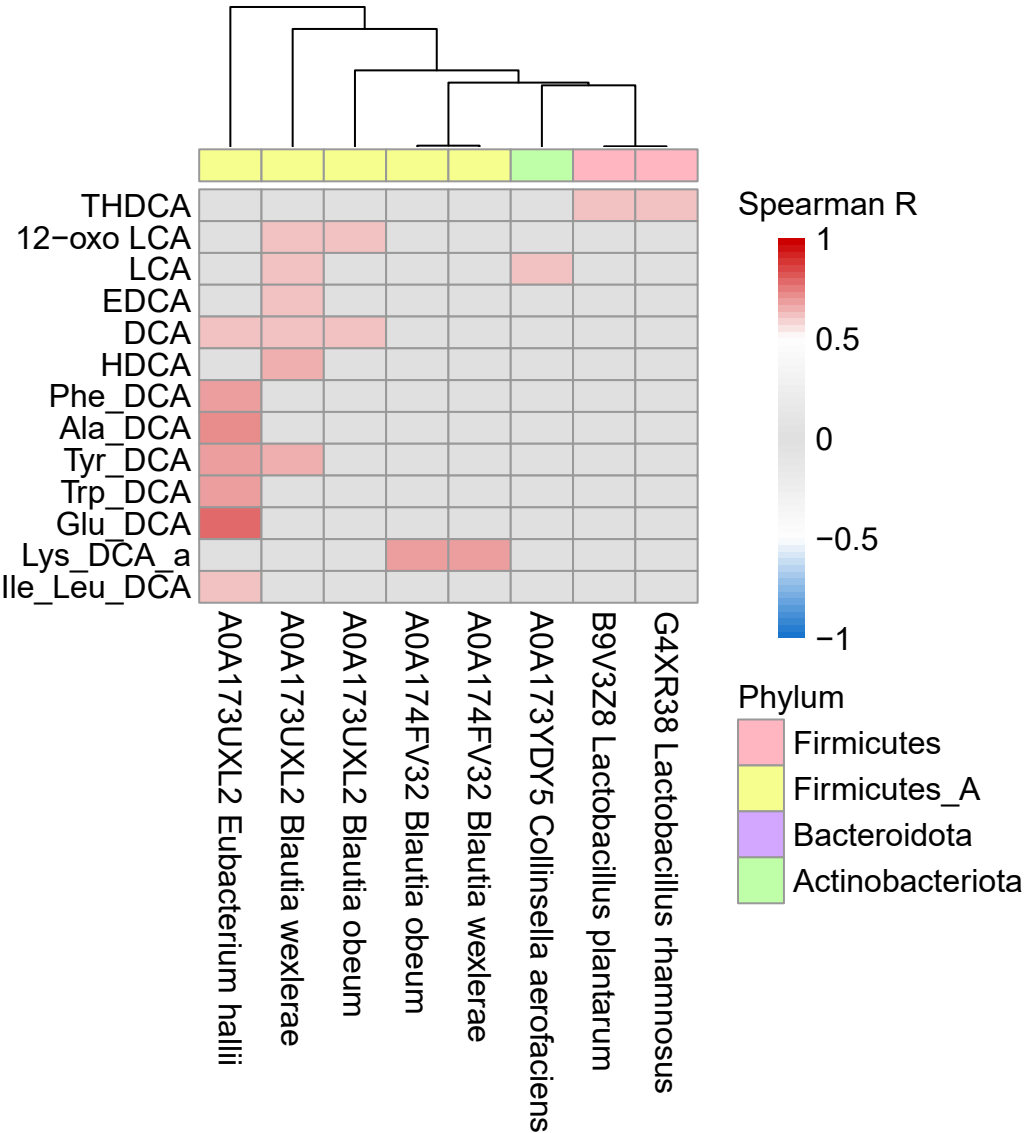 THDCA
12−oxo LCA
LCA
EDCA
DCA
HDCA
Phe_DCA
Ala_DCA
Tyr_DCA
Trp_DCA
Glu_DCA
Lys_DCA_a
Ile_Leu_DCA
A0A173UXL2 Eubacterium hallii
A0A173UXL2 Blautia wexlerae
A0A173UXL2 Blautia obeum
A0A174FV32 Blautia obeum
A0A174FV32 Blautia wexlerae
A0A173YDY5 Collinsella aerofaciens
B9V3Z8 Lactobacillus plantarum
G4XR38 Lactobacillus rhamnosus
Spearman R
1
0.5
0
−0.5
−1
Phylum
Firmicutes
Firmicutes_A
Bacteroidota
Actinobacteriota